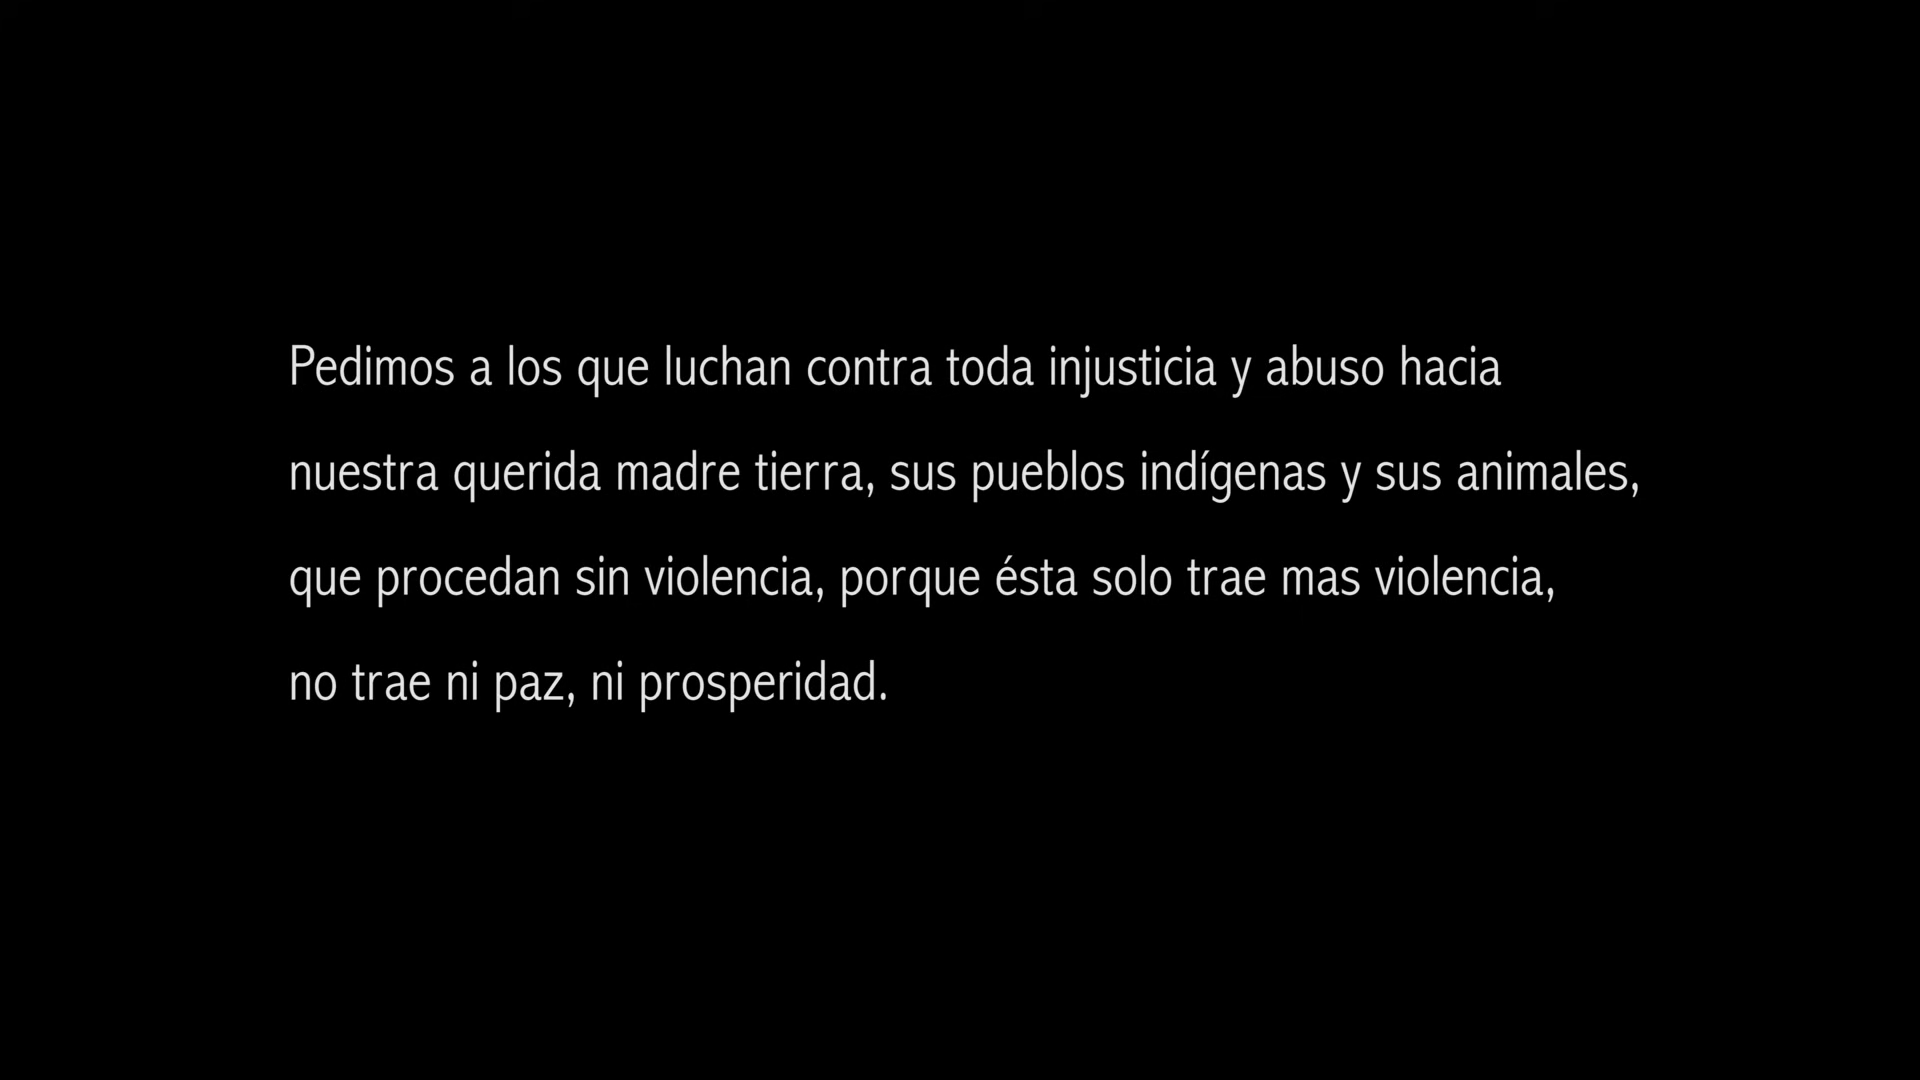 Pedimos a los que luchan contra toda injusticia y abuso hacia
nuestra querida madre tierra, sus pueblos indígenas y sus animales,
que procedan sin violencia, porque ésta solo trae mas violencia,
no trae ni paz, ni prosperidad.